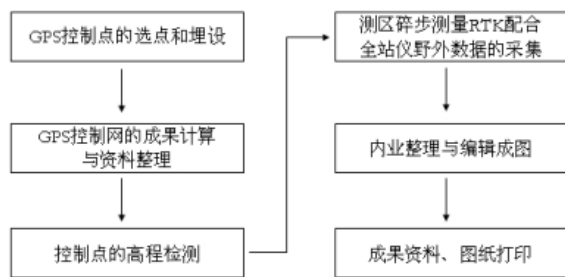 GPS控制点的选点和埋设
GPS控制网的成果计算
与资料整理
控制点的高程检测
测区碎步测量RTK配合
全站仪野外数据的采集
内业整理与编辑成图
成果资料、图纸打印